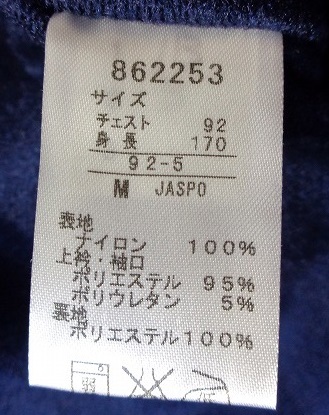 862253
サイズ
チェスト 92
身長 170
92-5
M JASPO
表地
ナイロン 100%
上衿・袖口
ポリエステル 95%
ポリウレタン 5%
裏地
ポリエステル100%
弱